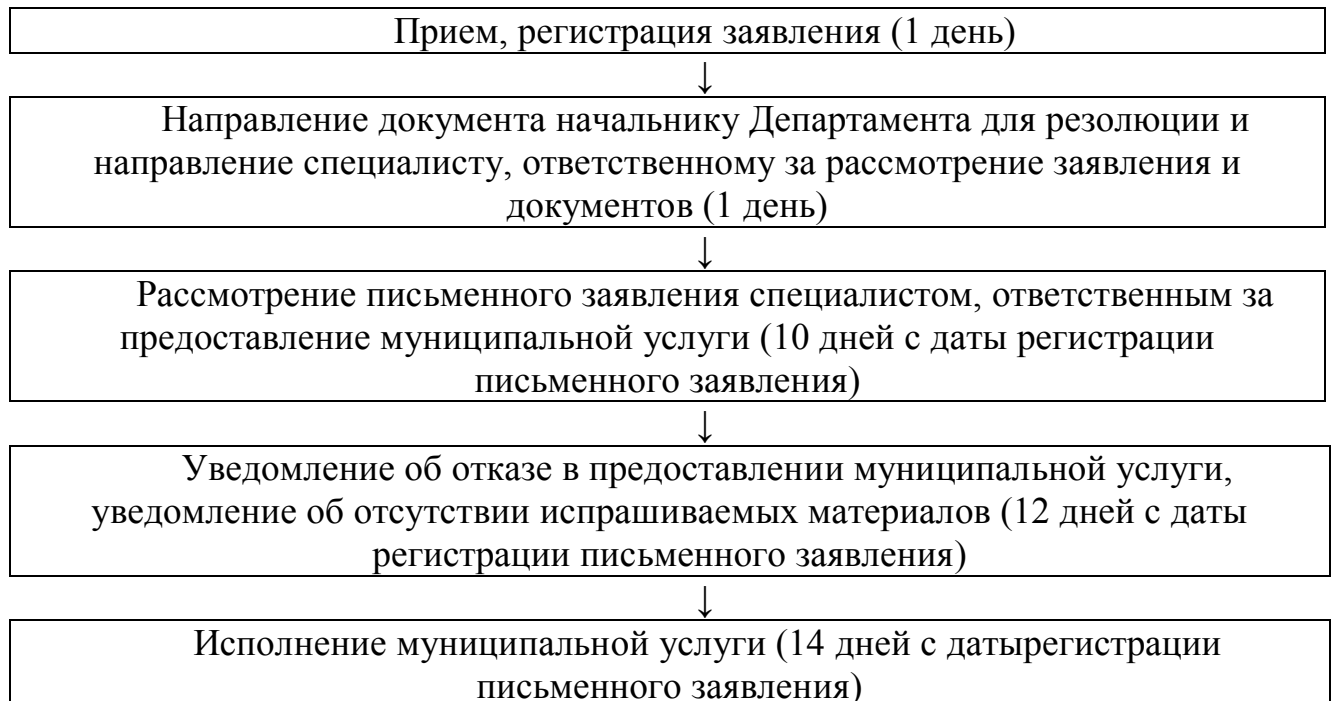 Прием, регистрация заявления (1 день)
↓
Направление документа начальнику Департамента для резолюции и
направление специалисту, ответственному за рассмотрение заявления и
документов (1 день)
↓
Рассмотрение письменного заявления специалистом, ответственным за
предоставление муниципальной услуги (10 дней с даты регистрации
письменного заявления)
↓
Уведомление об отказе в предоставлении муниципальной услуги,
уведомление об отсутствии испрашиваемых материалов (12 дней с даты
регистрации письменного заявления)
↓
Исполнение муниципальной услуги (14 дней с датырегистрации
письменного заявления)